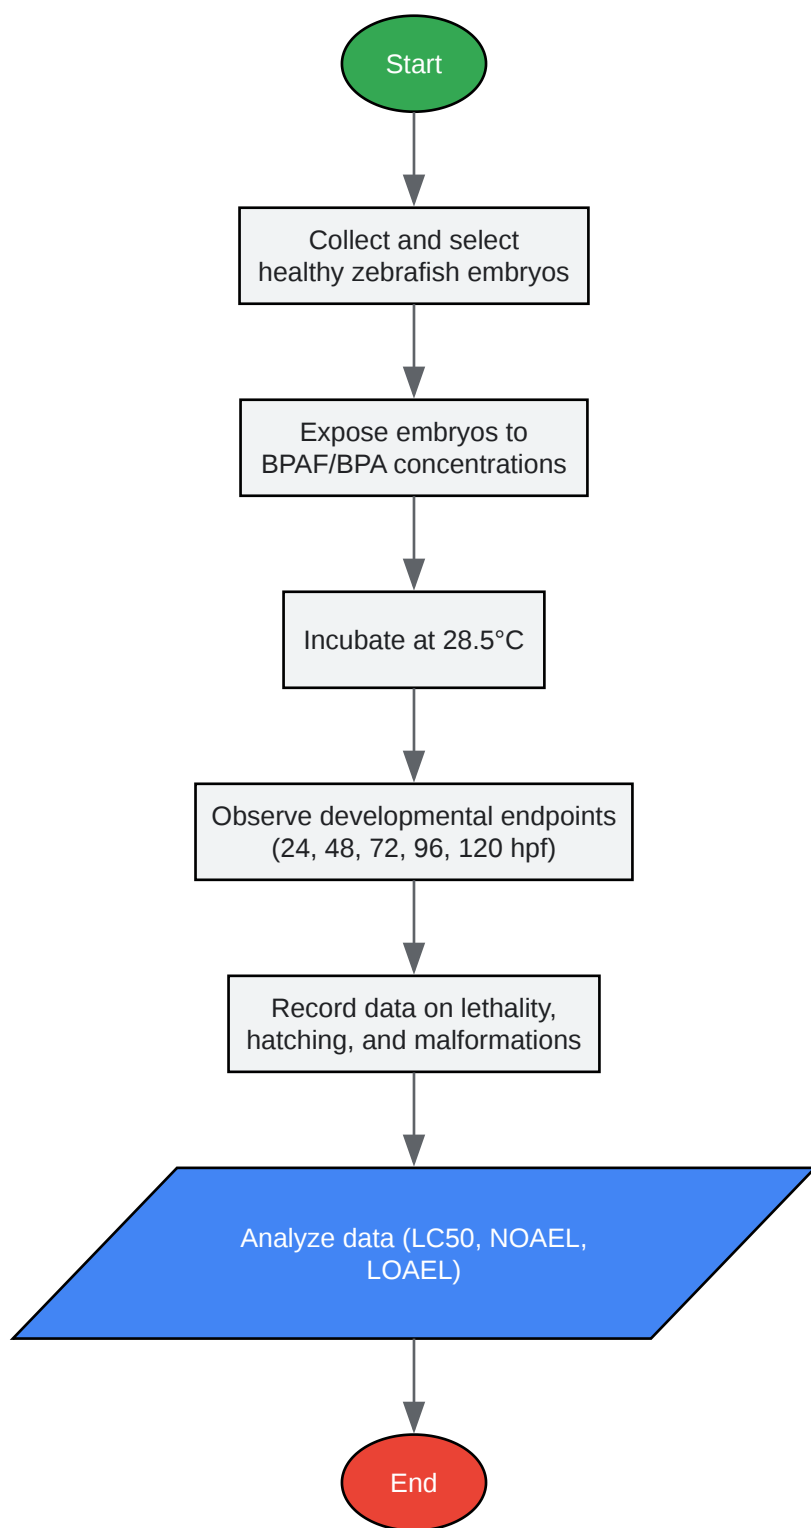 Start
Collect and select
healthy zebrafish embryos
Expose embryos to
BPAF/BPA concentrations
Incubate at 28.5°C
Observe developmental endpoints
(24, 48, 72, 96, 120 hpf)
Record data on lethality,
hatching, and malformations
Analyze data (LC50, NOAEL,
LOAEL)
End